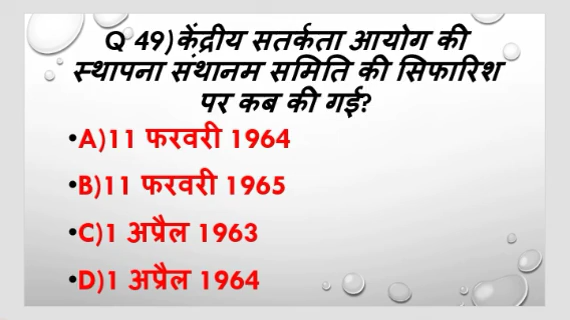 Q 49)केंद्रीय सतर्कता आयोग की
स्थापना संथानम समिति की सिफारिश
पर कब की गई?
•A)11 फरवरी 1964
•B)11 फरवरी 1965
•C)1 अप्रैल 1963
•D)1 अप्रैल 1964